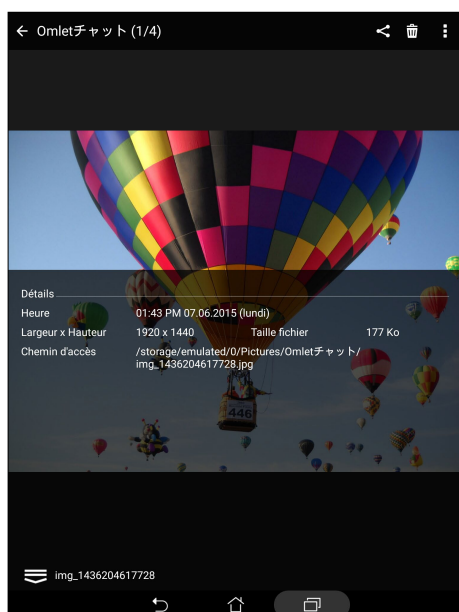 Omletチャット (1/4)
Détails
Heure 01:43 PM 07.06.2015 (lundi)
Largeur x Hauteur 1920 x 1440 Taille fichier 177 Ko
Chemin d'accès /storage/emulated/0/Pictures/Omletチャット/
img_1436204617728.jpg
446
img_1436204617728